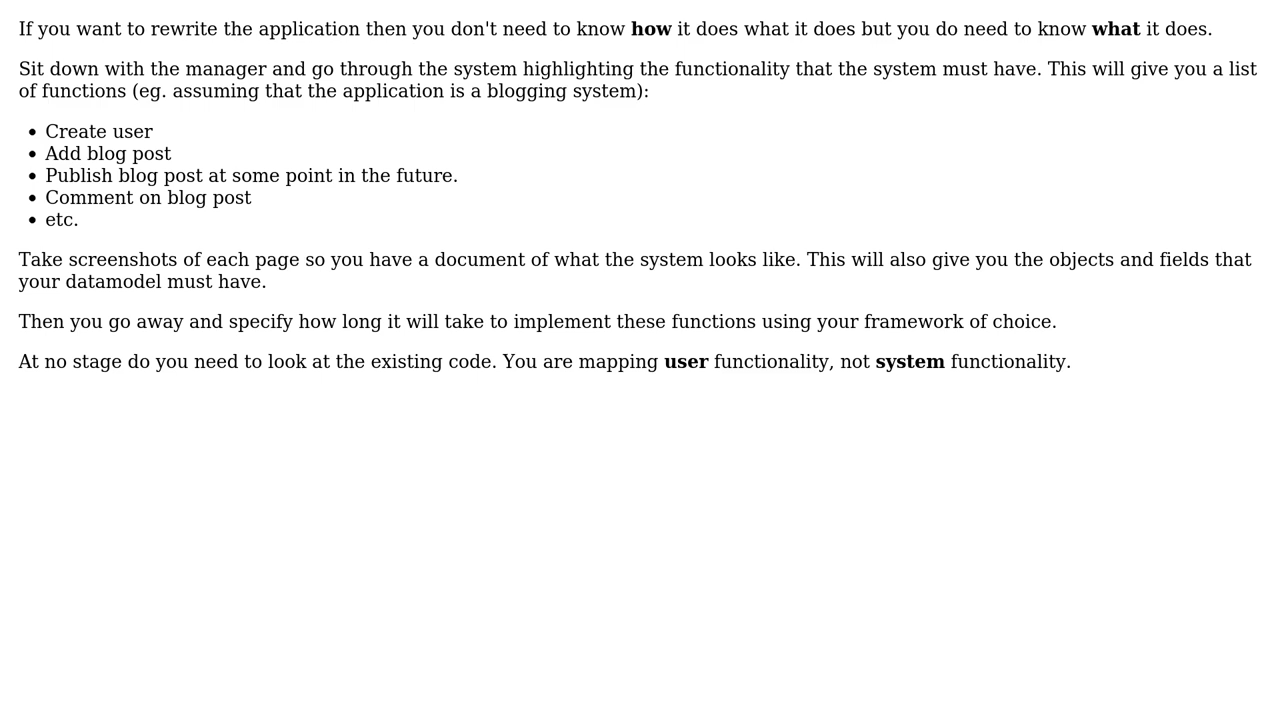 If you want to rewrite the application then you don't need to know how it does what it does but you do need to know what it does.
Sit down with the manager and go through the system highlighting the functionality that the system must have. This will give you a list
of functions (eg. assuming that the application is a blogging system):
• Create user
• Add blog post
• Publish blog post at some point in the future.
• Comment on blog post
• etc.
Take screenshots of each page so you have a document of what the system looks like. This will also give you the objects and fields that
your datamodel must have.
Then you go away and specify how long it will take to implement these functions using your framework of choice.
At no stage do you need to look at the existing code. You are mapping user functionality, not system functionality.